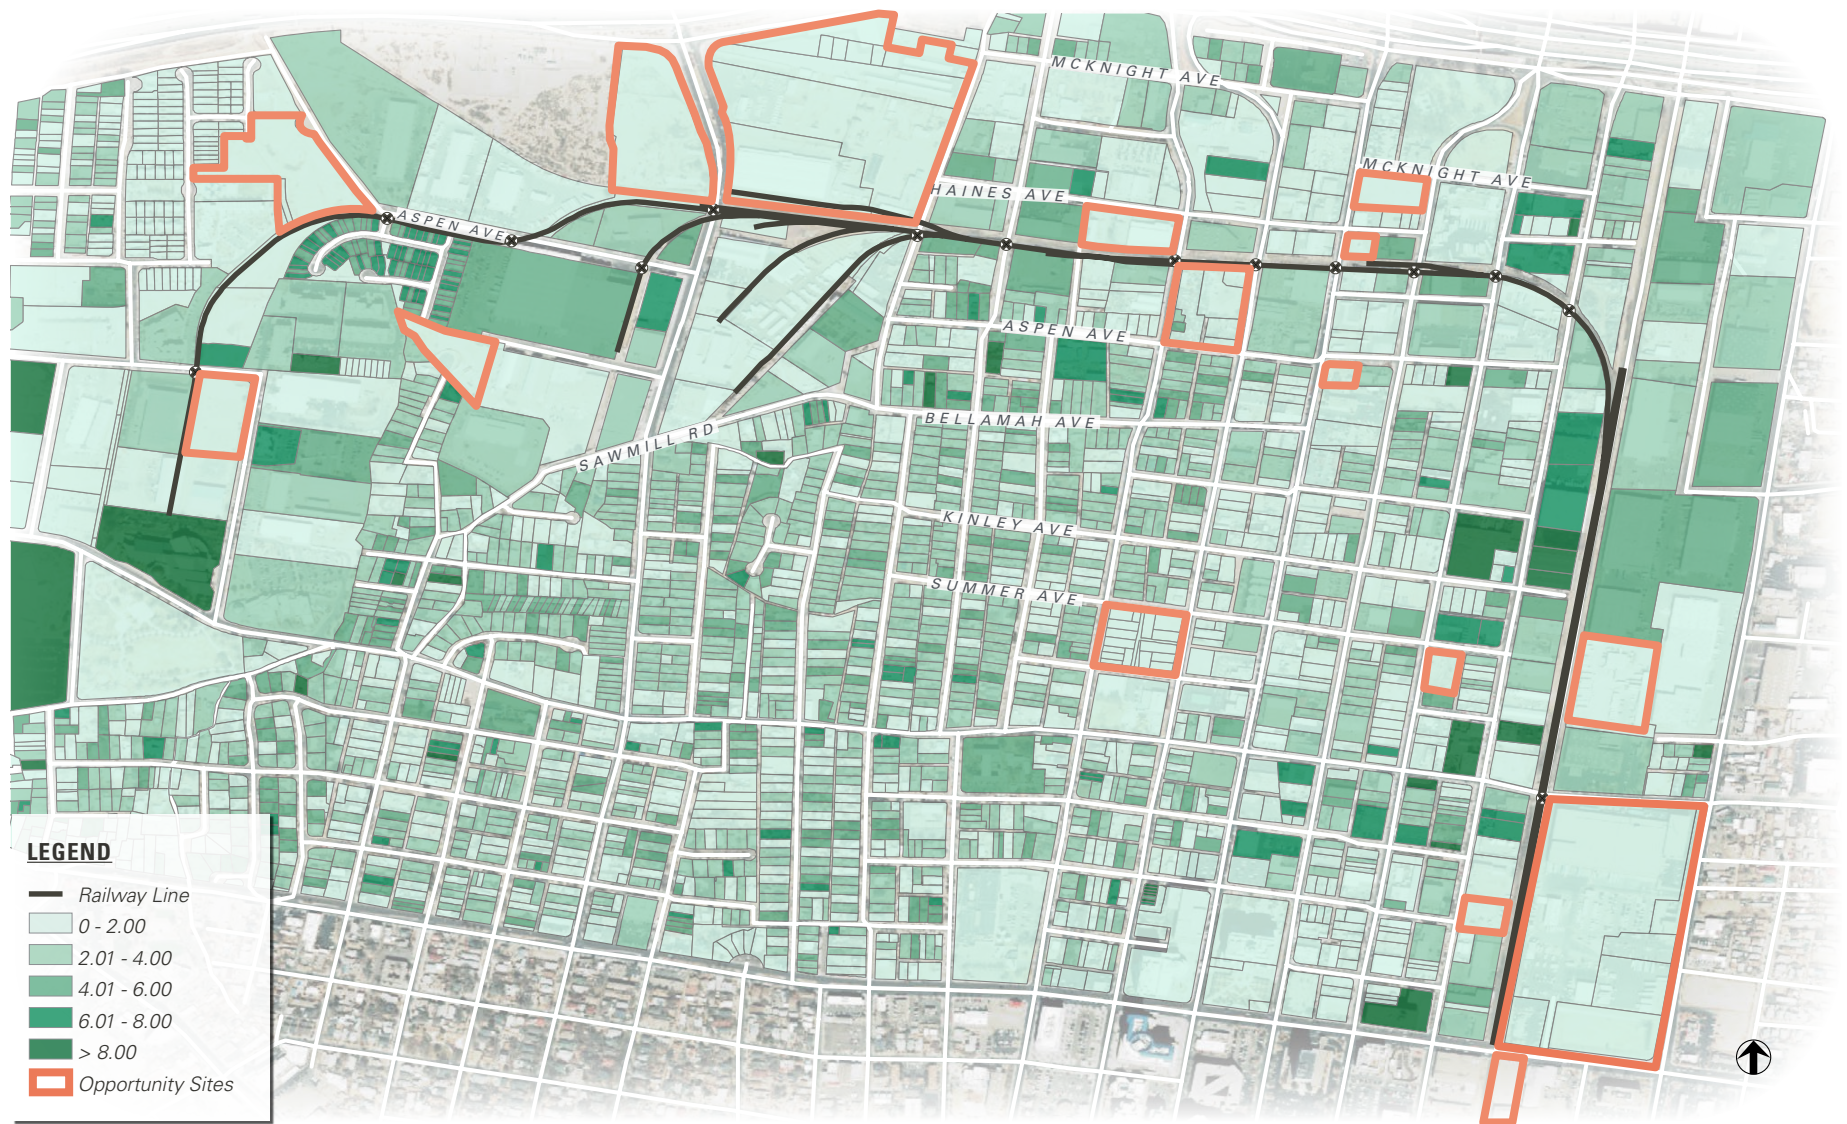 MCKNIGHT AVE
MCKNIGHT AVE
HAINES AVE
ASPEN AVE
ASPEN AVE
BELLAMAH AVE
SAWMILL RD
KINLEY AVE
SUMMER AVE
LEGEND
Railway Line
0 - 2.00
2.01 - 4.00
4.01 - 6.00
6.01 - 8.00
> 8.00
Opportunity Sites